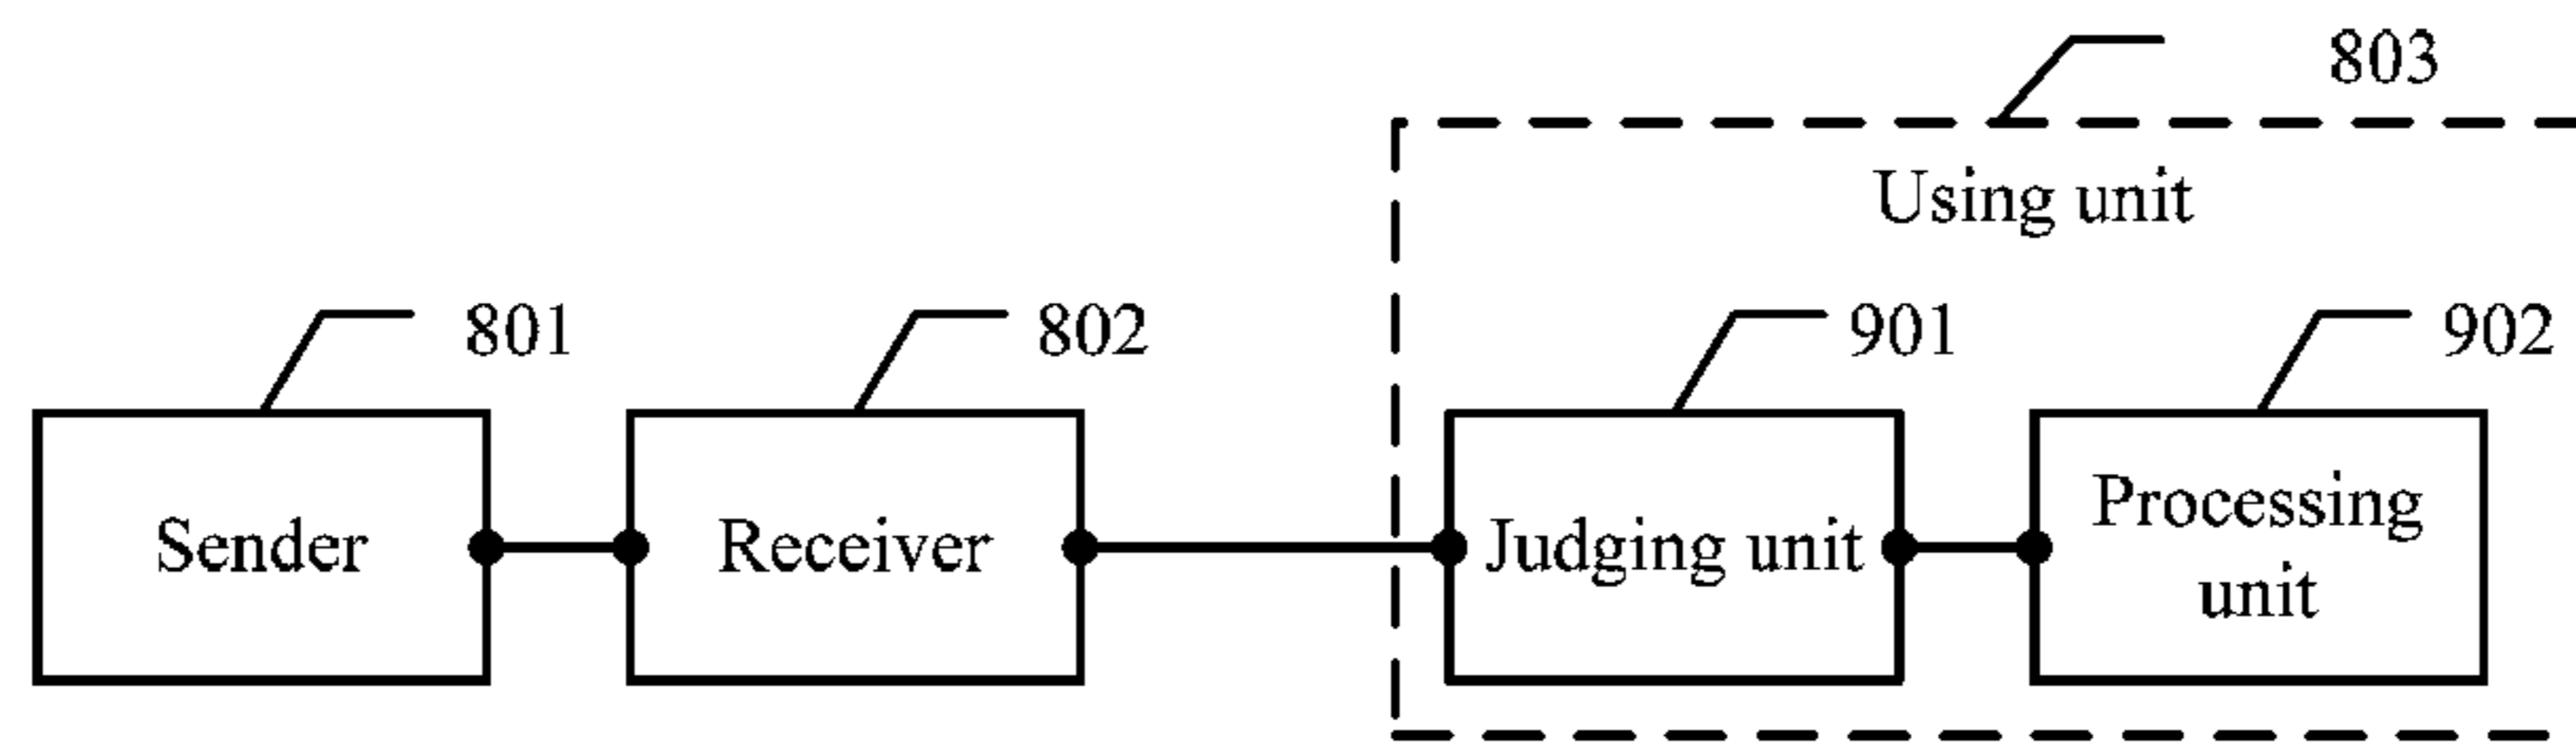 803
Using unit
801
802
901
902
Sender
Receiver
Judging unit
Processing
unit